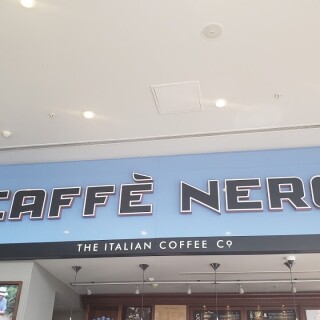 CAFFÈ NERO
THE ITALIAN COFFEE Cº